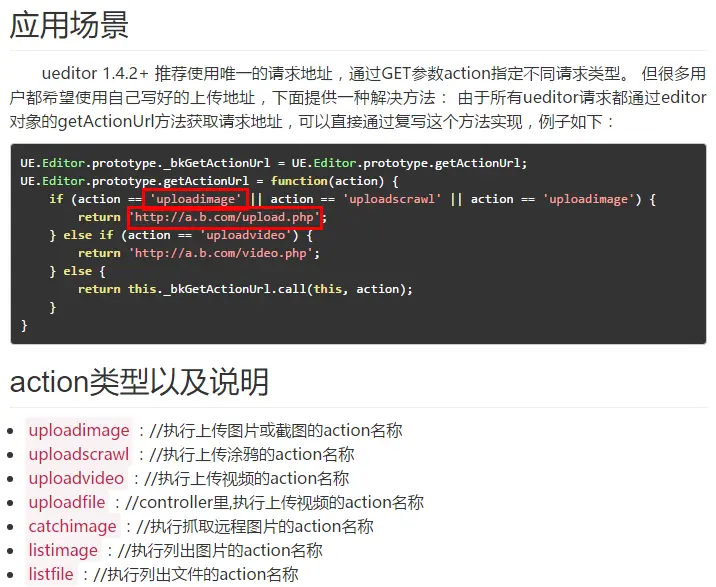 应用场景
ueditor 1.4.2+ 推荐使用唯一的请求地址，通过GET参数action指定不同请求类型。 但很多用
户都希望使用自己写好的上传地址，下面提供一种解决方法： 由于所有ueditor请求都通过editor
对象的getActionUrl方法获取请求地址，可以直接通过复写这个方法实现，例子如下：
UE.Editor.prototype._bkGetActionUrl = UE.Editor.prototype.getActionUrl;
UE.Editor.prototype.getActionUrl = function(action) {
    if (action == 'uploadimage' || action == 'uploadscrawl' || action == 'uploadimage') {
        return 'http://a.b.com/upload.php';
    } else if (action == 'uploadvideo') {
        return 'http://a.b.com/video.php';
    } else {
        return this._bkGetActionUrl.call(this, action);
    }
}
action类型以及说明
uploadimage ：//执行上传图片或截图的action名称
uploadscrawl ：//执行上传涂鸦的action名称
uploadvideo ：//执行上传视频的action名称
uploadfile ：//controller里,执行上传视频的action名称
catchimage ：//执行抓取远程图片的action名称
listimage ：//执行列出图片的action名称
listfile ：//执行列出文件的action名称